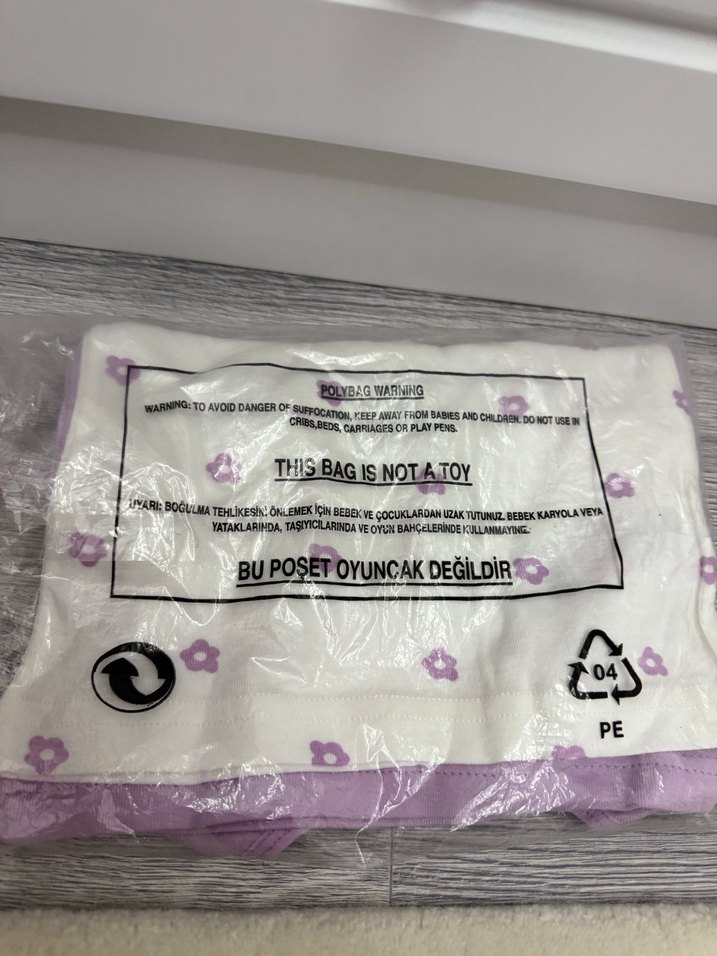 POLYBAG WARNING
WARNING: TO AVOID DANGER OF SUFFOCATION, KEEP AWAY FROM BABIES AND CHILDREN. DO NOT USE IN
CRIBS,BEDS, CARRIAGES OR PLAY PENS.
THIS BAG IS NOT A TOY
UYARI: BOĞULMA TEHLİKESİNİ ÖNLEMEK İÇİN BEBEK VE ÇOCUKLARDAN UZAK TUTUNUZ. BEBEK KARYOLA VEYA
YATAKLARINDA, TAŞIYICILARINDA VE OYUN BAHÇELERİNDE KULLANMAYINIZ.
BU POŞET OYUNCAK DEĞİLDİR
04
PE